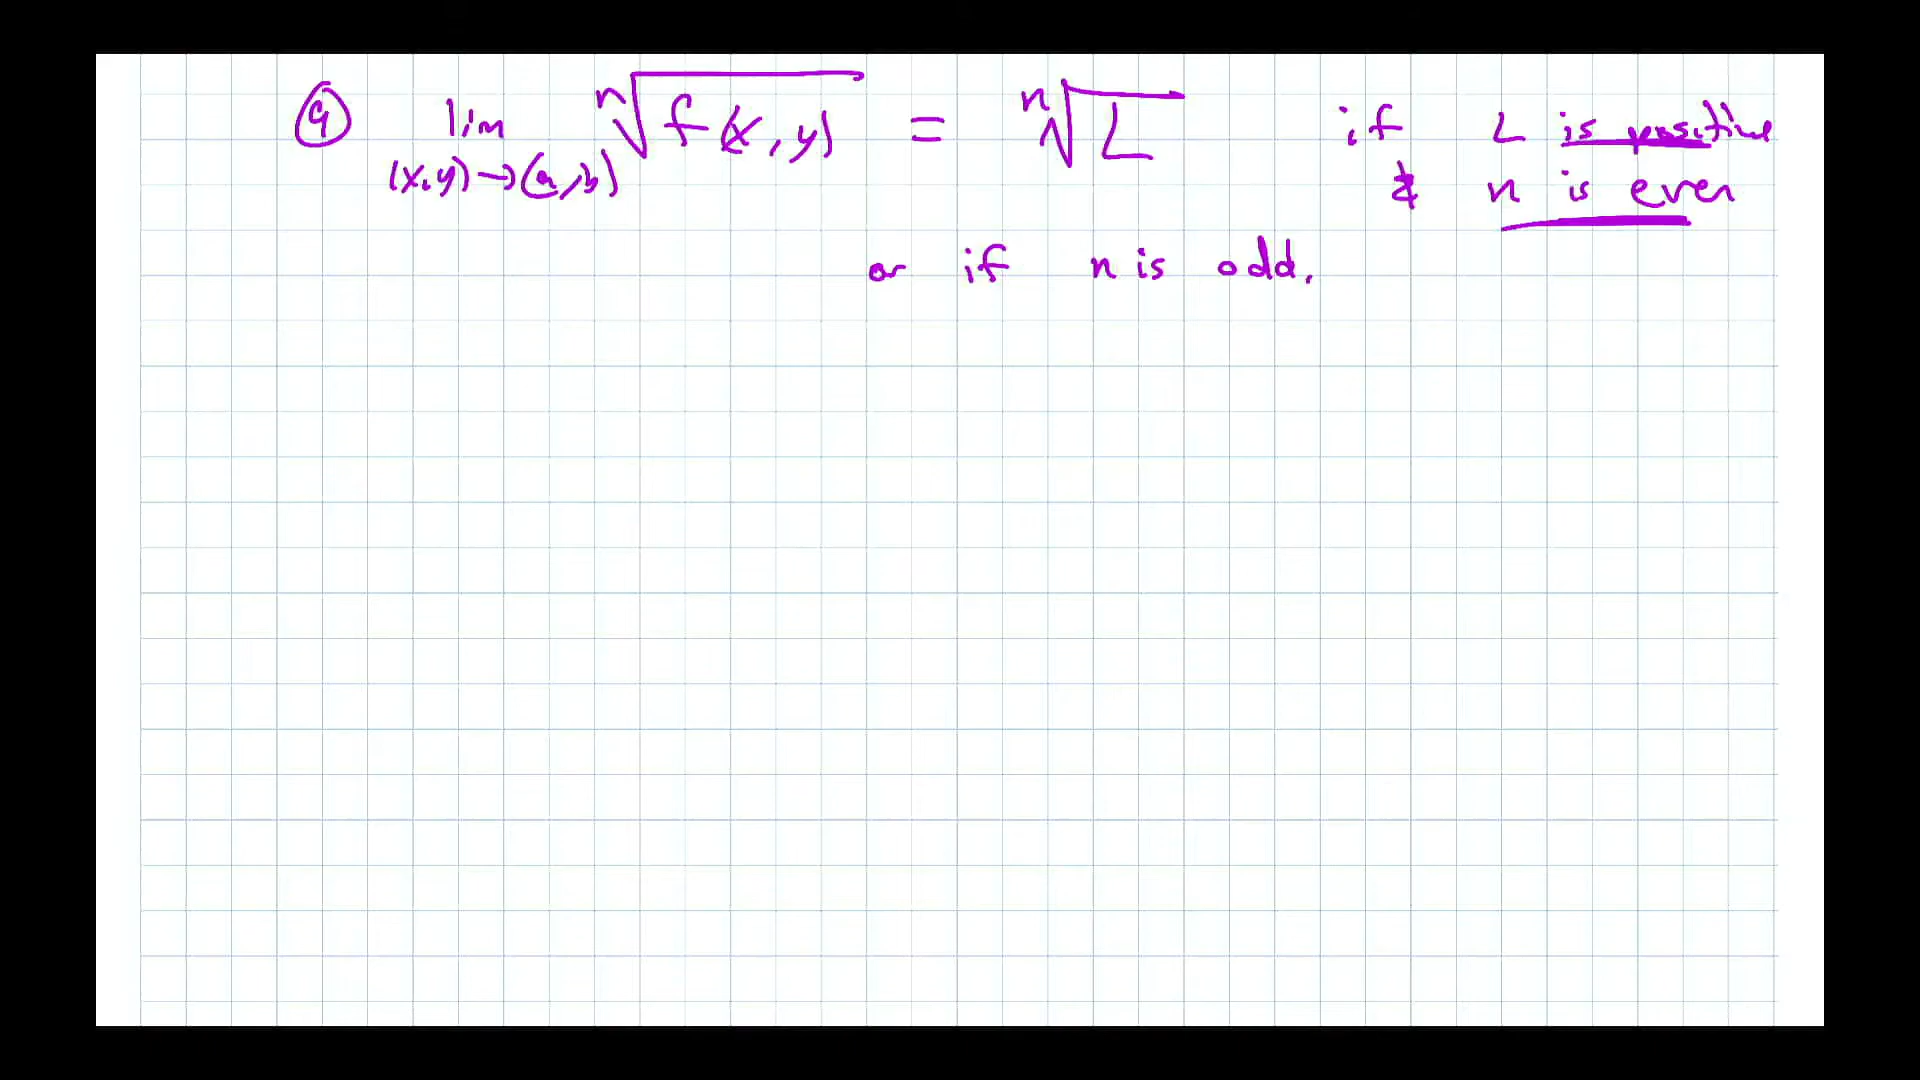 ⑨ lim ⁿ√f(x,y) = ⁿ√L if L is positive
(x,y)→(a,b) & n is even
or if n is odd.